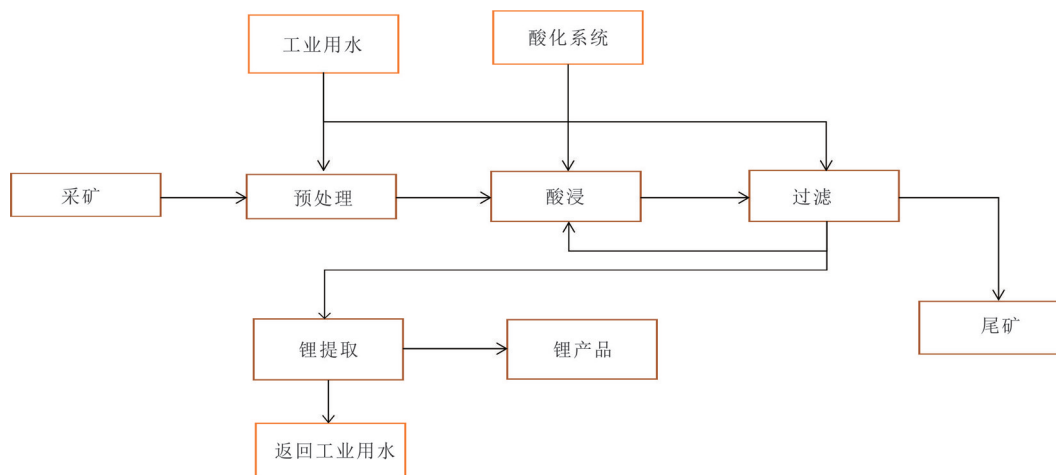 工业用水
酸化系统
采矿
预处理
酸浸
过滤
尾矿
锂提取
锂产品
返回工业用水